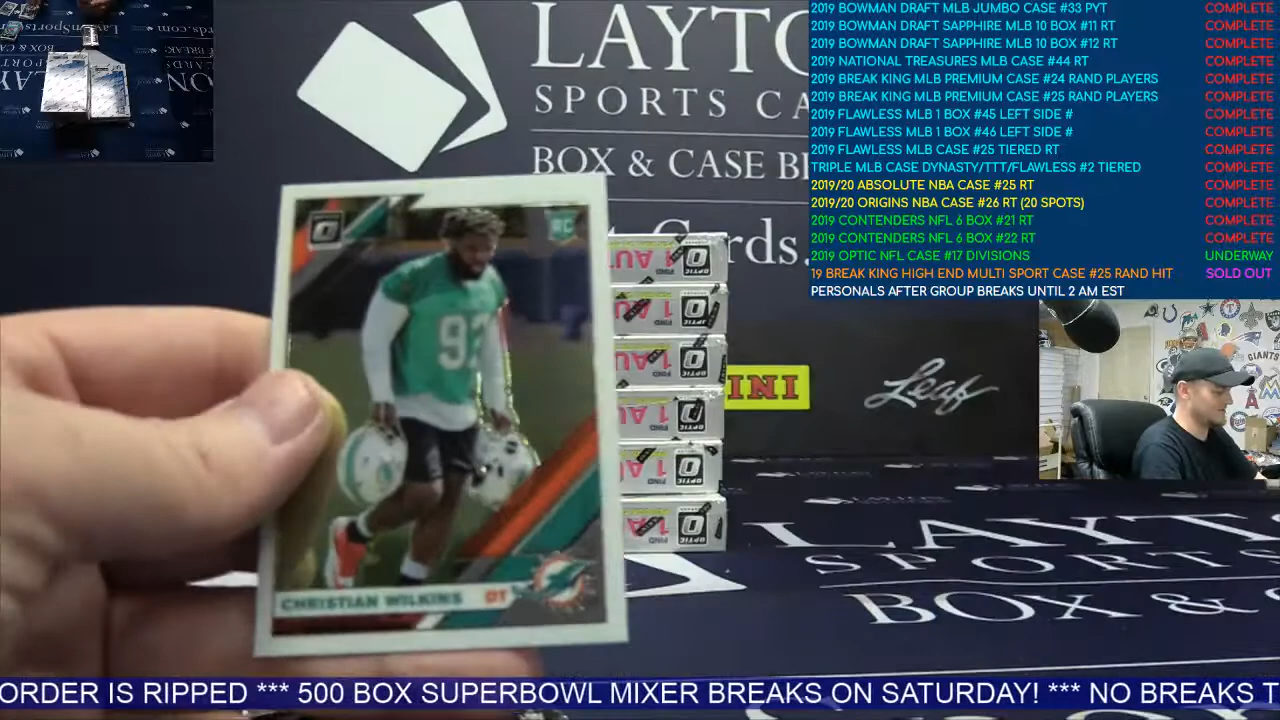 LAYTO
SPORTS CA
BOX & CASE BR
rds.
2019 BOWMAN DRAFT MLB JUMBO CASE #33 PYT COMPLETE
2019 BOWMAN DRAFT SAPPHIRE MLB 10 BOX #11 RT COMPLETE
2019 BOWMAN DRAFT SAPPHIRE MLB 10 BOX #12 RT COMPLETE
2019 NATIONAL TREASURES MLB CASE #44 RT COMPLETE
2019 BREAK KING MLB PREMIUM CASE #24 RAND PLAYERS COMPLETE
2019 BREAK KING MLB PREMIUM CASE #25 RAND PLAYERS COMPLETE
2019 FLAWLESS MLB 1 BOX #45 LEFT SIDE # COMPLETE
2019 FLAWLESS MLB 1 BOX #46 LEFT SIDE # COMPLETE
2019 FLAWLESS MLB CASE #25 TIERED RT COMPLETE
TRIPLE MLB CASE DYNASTY/TTT/FLAWLESS #2 TIERED COMPLETE
2019/20 ABSOLUTE NBA CASE #25 RT COMPLETE
2019/20 ORIGINS NBA CASE #26 RT (20 SPOTS) COMPLETE
2019 CONTENDERS NFL 6 BOX #21 RT COMPLETE
2019 CONTENDERS NFL 6 BOX #22 RT COMPLETE
2019 OPTIC NFL CASE #17 DIVISIONS UNDERWAY
19 BREAK KING HIGH END MULTI SPORT CASE #25 RAND HIT SOLD OUT
PERSONALS AFTER GROUP BREAKS UNTIL 2 AM EST
93
CHRISTIAN WILKINS DT
INI
Leaf
GIANTS
LAYTO
SPORTS
BOX &
ORDER IS RIPPED *** 500 BOX SUPERBOWL MIXER BREAKS ON SATURDAY! *** NO BREAKS T